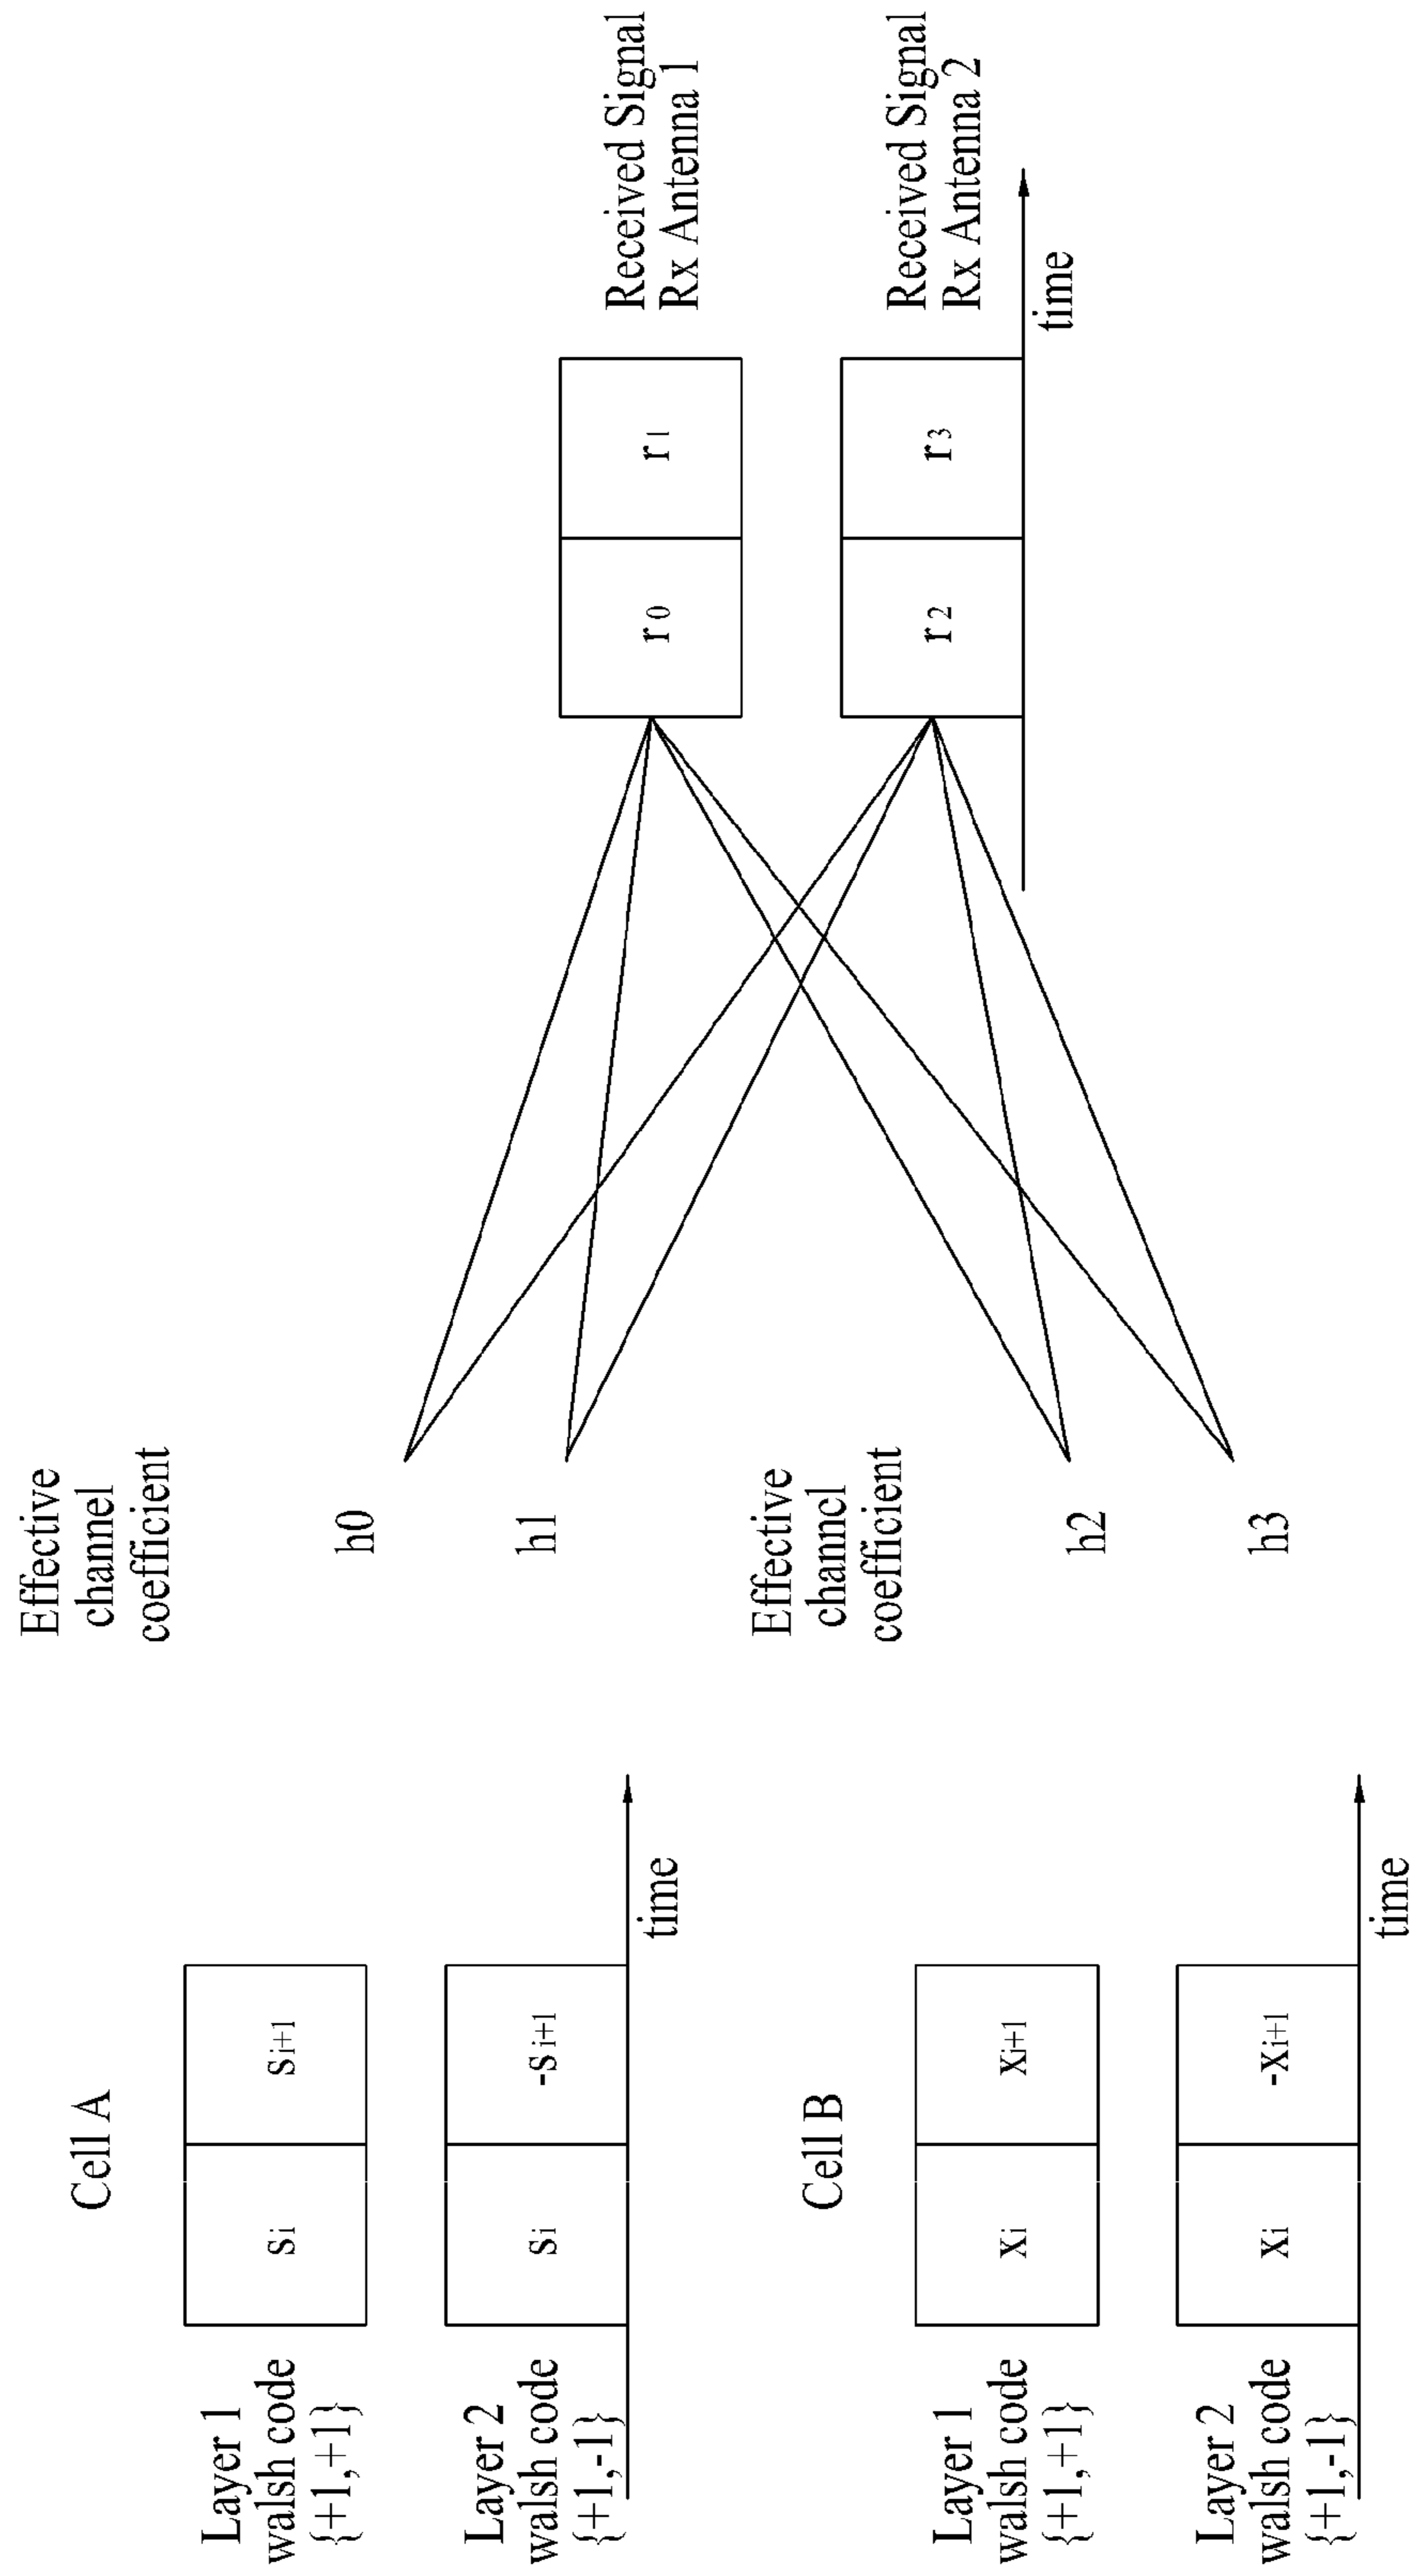 Cell A
Layer 1
walsh code
{+1,+1}
si
si+1
Layer 2
walsh code
{+1,-1}
si
-si+1
time
Effective
channel
coefficient
h0
h1
Cell B
Layer 1
walsh code
{+1,+1}
xi
xi+1
Layer 2
walsh code
{+1,-1}
xi
-xi+1
time
Effective
channel
coefficient
h2
h3
r0
r1
Received Signal
Rx Antenna 1
r2
r3
Received Signal
Rx Antenna 2
time